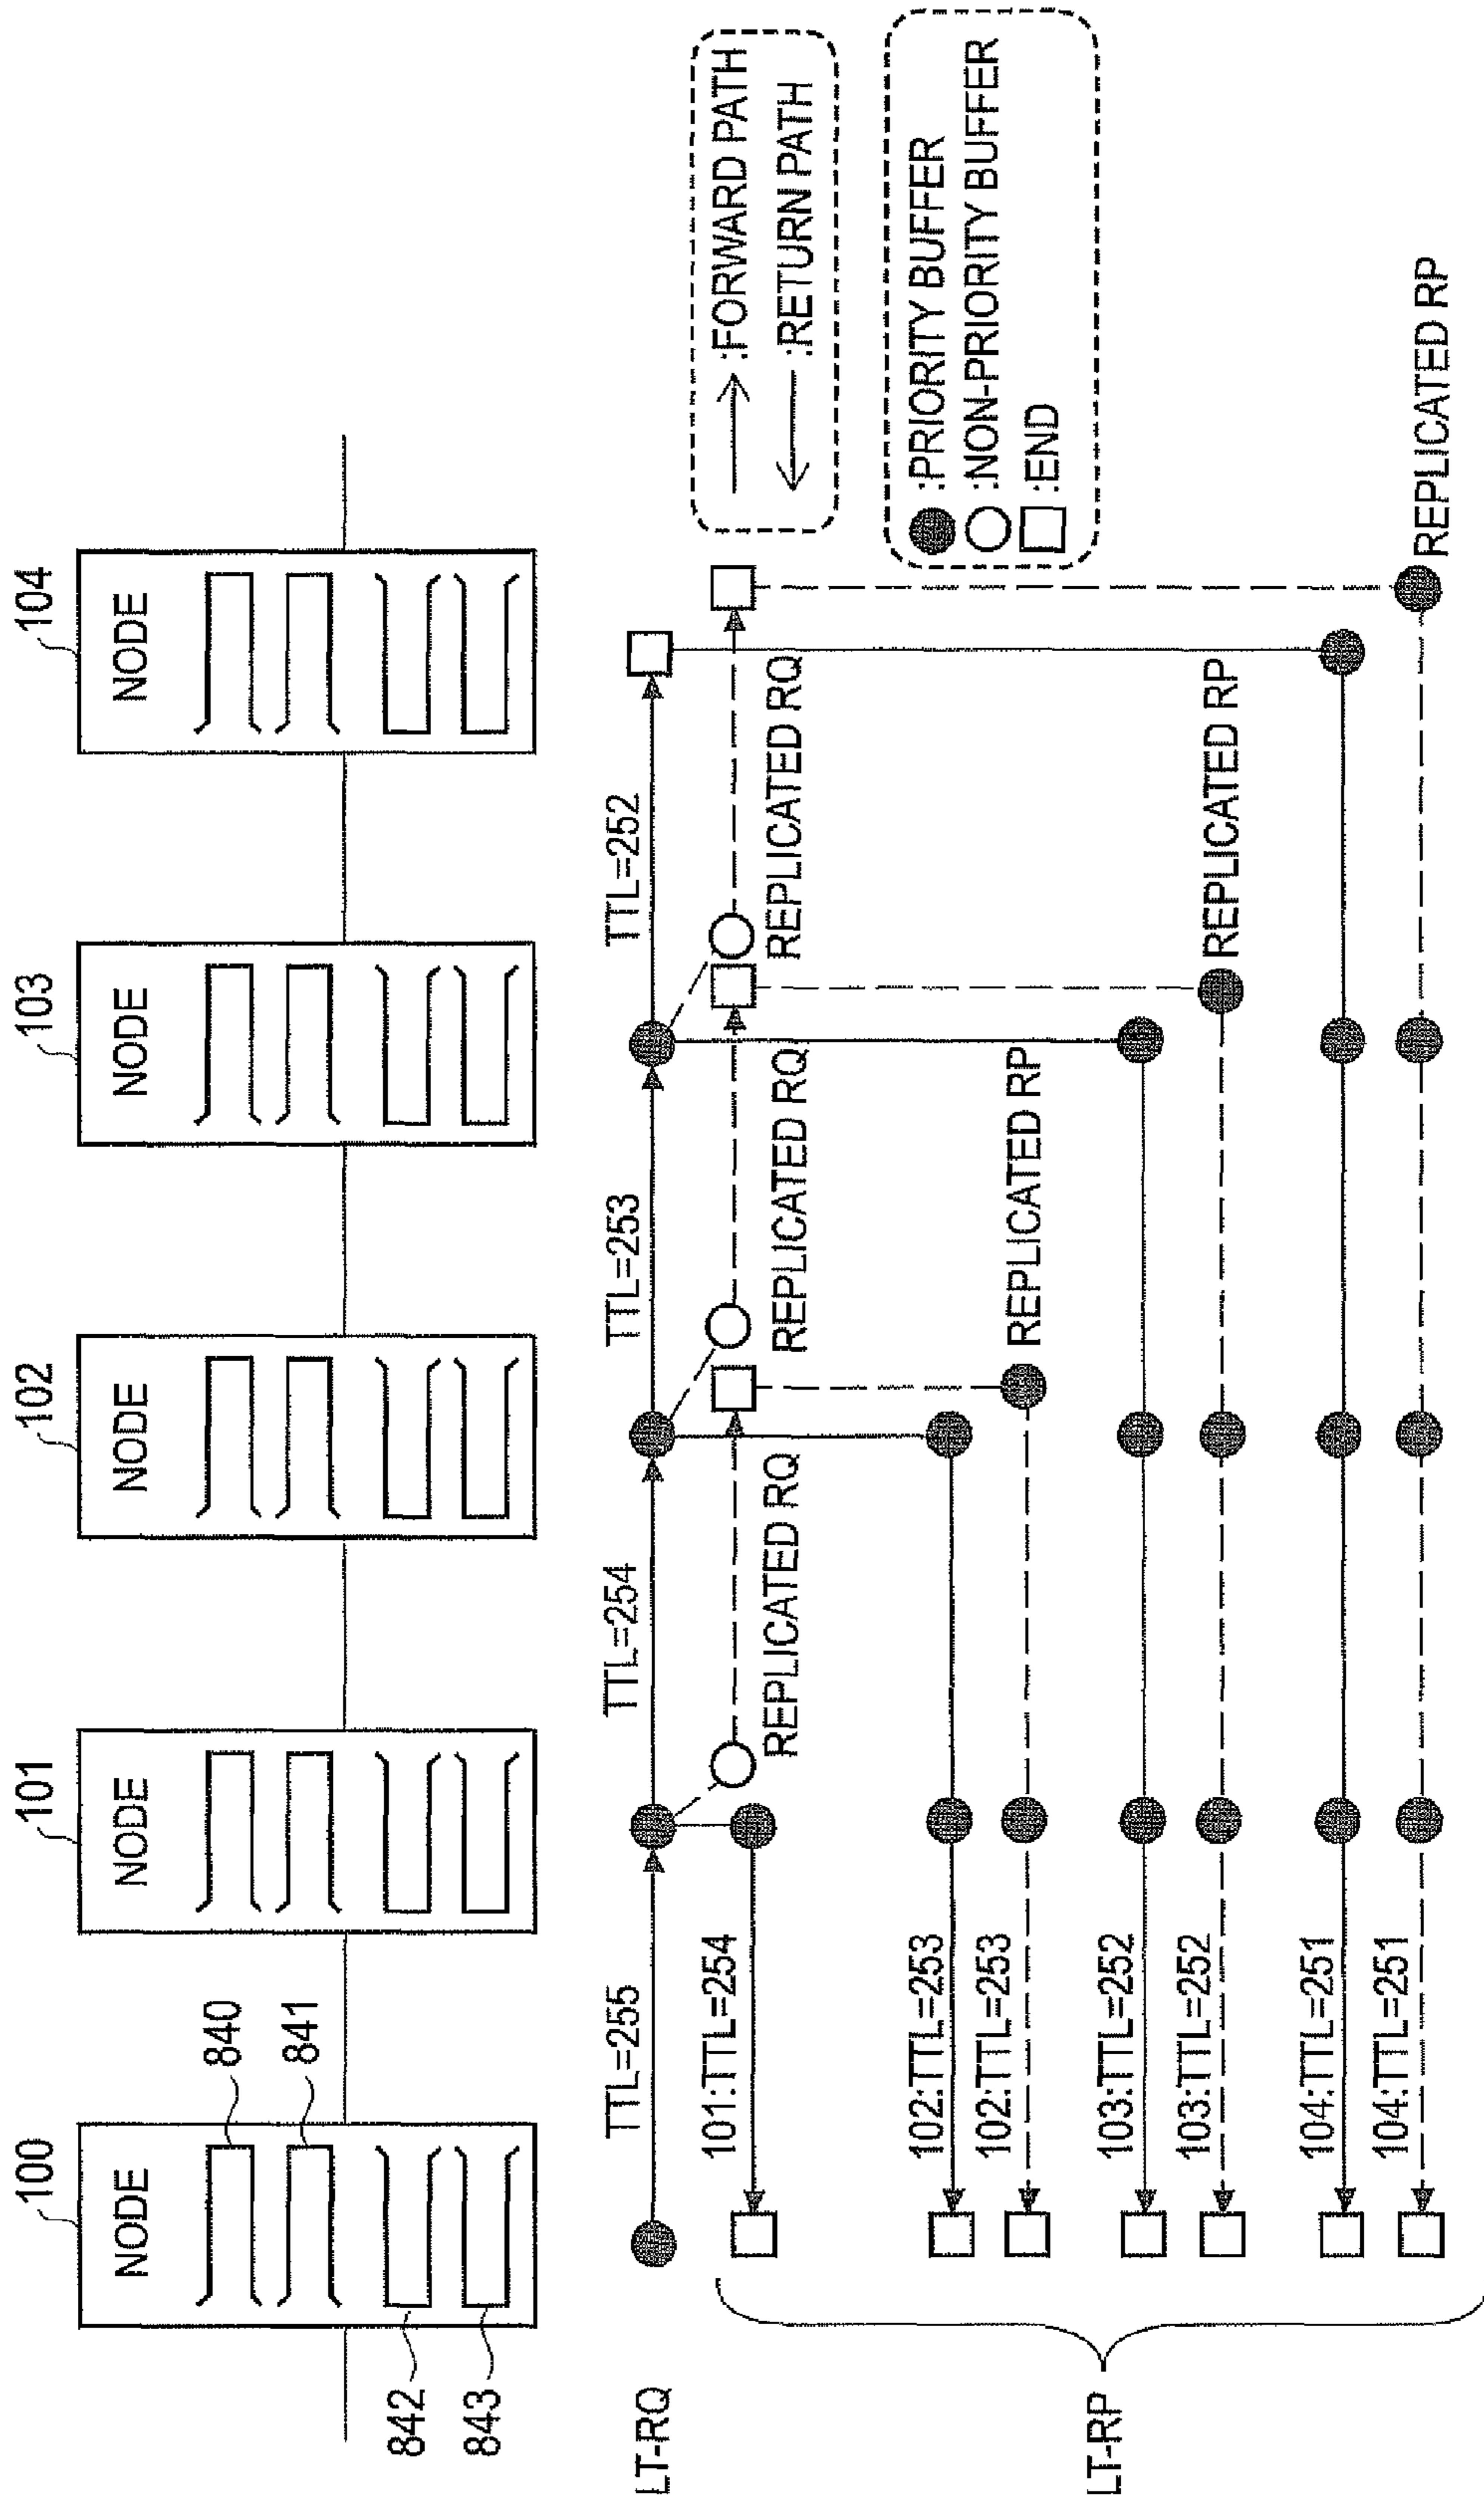 100
101
102
103
104
NODE
NODE
NODE
NODE
NODE
840
841
842
843
LT-RQ
TTL=255
TTL=254
TTL=253
TTL=252
REPLICATED RQ
REPLICATED RQ
REPLICATED RQ
:FORWARD PATH
:RETURN PATH
:PRIORITY BUFFER
:NON-PRIORITY BUFFER
:END
LT-RP
101:TTL=254
102:TTL=253
102:TTL=253
REPLICATED RP
103:TTL=252
103:TTL=252
REPLICATED RP
104:TTL=251
104:TTL=251
REPLICATED RP